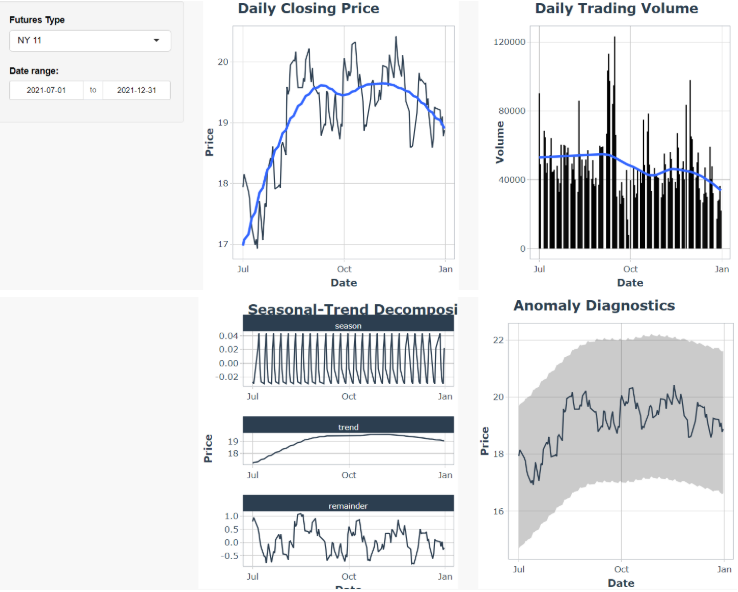 Futures Type
NY 11
Date range:
2021-07-01 to 2021-12-31
Daily Closing Price
20
19
18
17
Price
Jul Oct Jan
Date
Daily Trading Volume
120000
80000
40000
0
Volume
Jul Oct Jan
Date
Seasonal-Trend Decomposi
season
0.04
0.02
0.00
-0.02
Jul Oct Jan
trend
19
18
Price
Jul Oct Jan
remainder
1.0
0.5
0.0
-0.5
Jul Oct Jan
Date
Anomaly Diagnostics
22
20
18
16
Price
Jul Oct Jan
Date